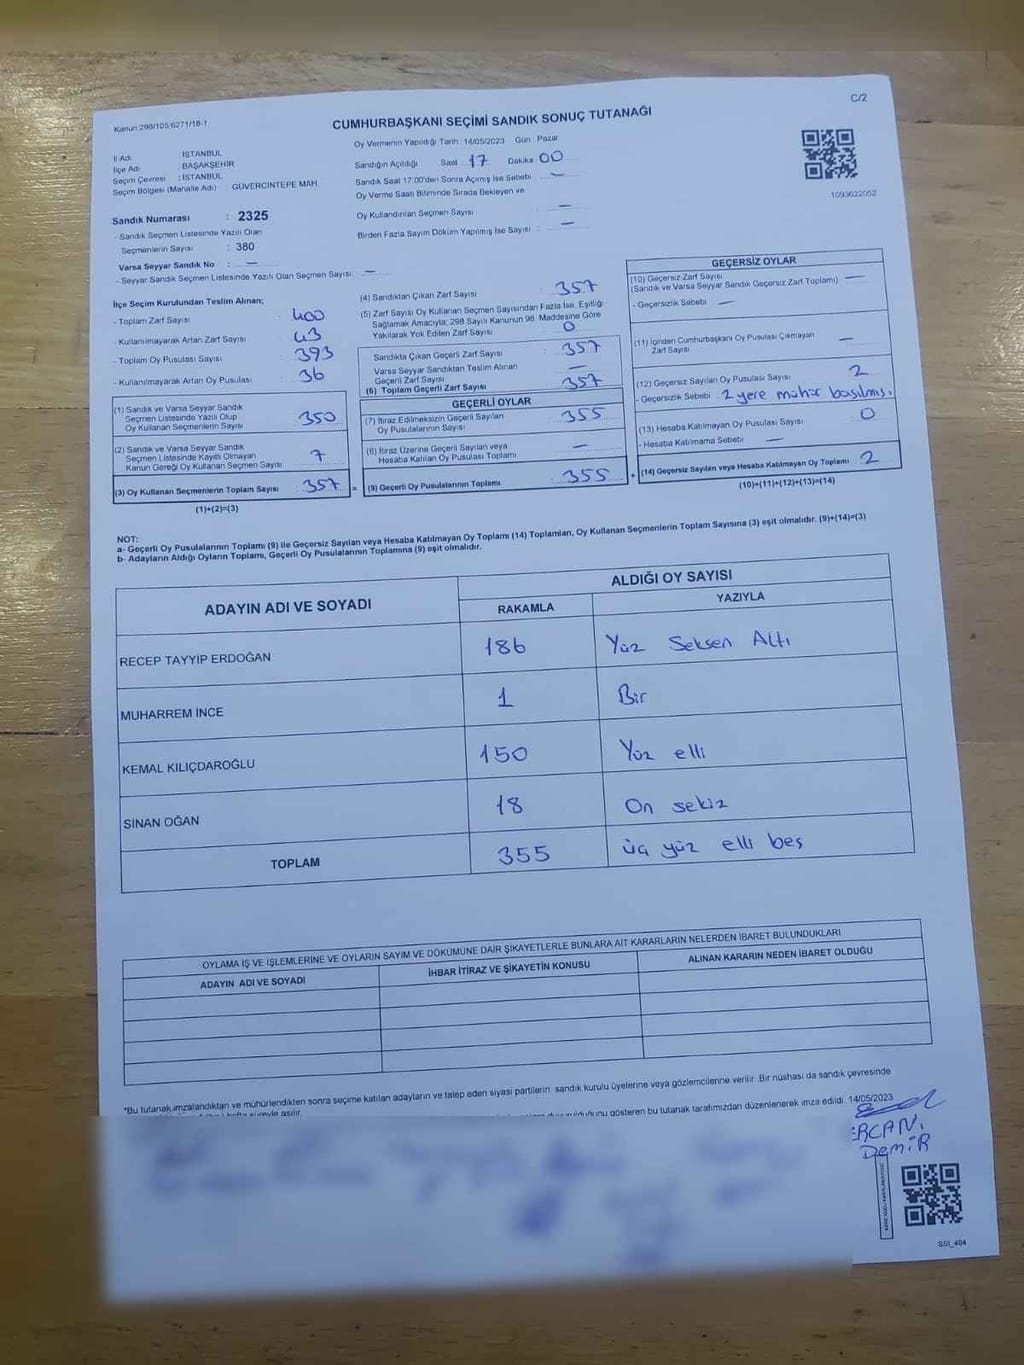 Kanun:298/105,6271/18-1
C/2
CUMHURBAŞKANI SEÇİMİ SANDIK SONUÇ TUTANAĞI
İl Adı : İSTANBUL
İlçe Adı : BAŞAKŞEHİR
Seçim Çevresi : İSTANBUL
Seçim Bölgesi (Mahalle Adı) : GÜVERCİNTEPE MAH.
Sandık Numarası : 2325
- Sandık Seçmen Listesinde Yazılı Olan
Seçmenlerin Sayısı : 380
Varsa Seyyar Sandık No : —
- Seyyar Sandık Seçmen Listesinde Yazılı Olan Seçmen Sayısı: —
Oy Vermenin Yapıldığı Tarih :14/05/2023 Gün : Pazar
Sandığın Açıldığı Saat 17 Dakika 00
Sandık Saat 17:00'den Sonra Açımış İse Sebebi —
Oy Verme Saati Bitiminde Sırada Bekleyen ve
Oy Kullandırılan Seçmen Sayısı —
Birden Fazla Sayım Döküm Yapılmış İse Sayısı : —
1093622052
İlçe Seçim Kurulundan Teslim Alınan;
- Toplam Zarf Sayısı : 400
- Kullanılmayarak Artan Zarf Sayısı : 43
- Toplam Oy Pusulası Sayısı : 393
- Kullanılmayarak Artan Oy Pusulası : 36
(1) Sandık ve Varsa Seyyar Sandık
Seçmen Listesinde Yazılı Olup
Oy Kullanan Seçmenlerin Sayısı : 350
(2) Sandık ve Varsa Seyyar Sandık
Seçmen Listesinde Kayıtlı Olmayan
Kanun Gereği Oy Kullanan Seçmen Sayısı : 7
(3) Oy Kullanan Seçmenlerin Toplam Sayısı : 357 =
(1)+(2)=(3)
(4) Sandıktan Çıkan Zarf Sayısı : 357
(5) Zarf Sayısı Oy Kullanan Seçmen Sayısından Fazla İse, Eşitliği
Sağlamak Amacıyla; 298 Sayılı Kanunun 98. Maddesine Göre
Yakılarak Yok Edilen Zarf Sayısı : 0
Sandıkta Çıkan Geçerli Zarf Sayısı : 357
Varsa Seyyar Sandıktan Teslim Alınan
Geçerli Zarf Sayısı : —
(6) Toplam Geçerli Zarf Sayısı : 357
GEÇERLİ OYLAR
(7) İtiraz Edilmeksizin Geçerli Sayılan
Oy Pusulalarının Sayısı : 355
(8) İtiraz Üzerine Geçerli Sayılan veya
Hesaba Katılan Oy Pusulası Toplamı : —
(9) Geçerli Oy Pusulalarının Toplamı : 355 +
GEÇERSİZ OYLAR
(10) Geçersiz Zarf Sayısı
(Sandık ve Varsa Seyyar Sandık Geçersiz Zarf Toplamı) —
- Geçersizlik Sebebi : —
(11) İçinden Cumhurbaşkanı Oy Pusulası Çıkmayan
Zarf Sayısı —
(12) Geçersiz Sayılan Oy Pusulası Sayısı : 2
- Geçersizlik Sebebi : 2 yere mühür basılmış.
(13) Hesaba Katılmayan Oy Pusulası Sayısı : 0
- Hesaba Katılmama Sebebi : —
(14) Geçersiz Sayılan veya Hesaba Katılmayan Oy Toplamı : 2
(10)+(11)+(12)+(13)=(14)
NOT:
a- Geçerli Oy Pusulalarının Toplamı (9) ile Geçersiz Sayılan veya Hesaba Katılmayan Oy Toplamı (14) Toplamları, Oy Kullanan Seçmenlerin Toplam Sayısına (3) eşit olmalıdır. (9)+(14)=(3)
b- Adayların Aldığı Oyların Toplamı, Geçerli Oy Pusulalarının Toplamına (9) eşit olmalıdır.
ADAYIN ADI VE SOYADI
ALDIĞI OY SAYISI
RAKAMLA YAZIYLA
RECEP TAYYİP ERDOĞAN 186 Yüz Seksen Altı
MUHARREM İNCE 1 Bir
KEMAL KILIÇDAROĞLU 150 Yüz elli
SİNAN OĞAN 18 On sekiz
TOPLAM 355 üç yüz elli beş
OYLAMA İŞ VE İŞLEMLERİNE VE OYLARIN SAYIM VE DÖKÜMÜNE DAİR ŞİKAYETLERLE BUNLARA AİT KARARLARIN NELERDEN İBARET BULUNDUKLARI
ADAYIN ADI VE SOYADI İHBAR İTİRAZ VE ŞİKAYETİN KONUSU ALINAN KARARIN NEDEN İBARET OLDUĞU
*Bu tutanak,imzalandıktan ve mühürlendikten sonra seçime katılan adayların ve talep eden siyasi partilerin sandık kurulu üyelerine veya gözlemcilerine verilir. Bir nüshası da sandık çevresinde
hafta süreyle asılır.
olduğunu gösteren bu tutanak tarafımızdan düzenlenerek imza edildi. 14/05/2023
ERCAN.
DEMİR
SSI_404